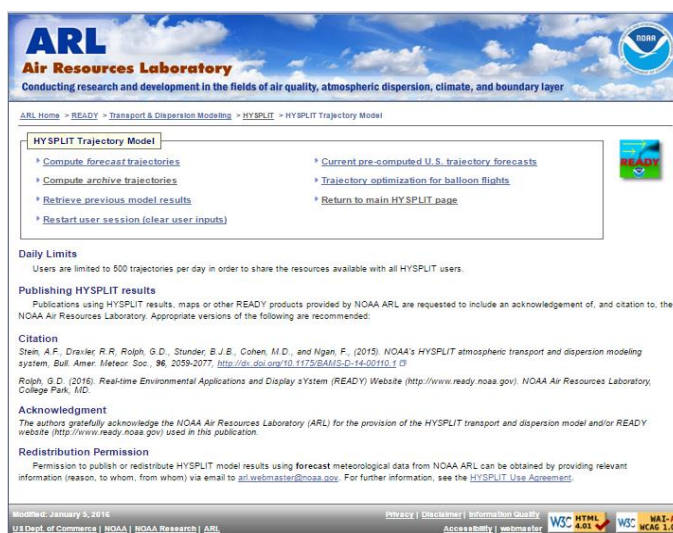 ARL
Air Resources Laboratory
Conducting research and development in the fields of air quality, atmospheric dispersion, climate, and boundary layer
NOAA
ARL Home > READY > Transport & Dispersion Modeling > HYSPLIT > HYSPLIT Trajectory Model
HYSPLIT Trajectory Model
Compute forecast trajectories
Current pre-computed U.S. trajectory forecasts
Compute archive trajectories
Trajectory optimization for balloon flights
Retrieve previous model results
Return to main HYSPLIT page
Restart user session (clear user inputs)
READY
Daily Limits
Users are limited to 500 trajectories per day in order to share the resources available with all HYSPLIT users.
Publishing HYSPLIT results
Publications using HYSPLIT results, maps or other READY products provided by NOAA ARL are requested to include an acknowledgement of, and citation to, the
NOAA Air Resources Laboratory. Appropriate versions of the following are recommended:
Citation
Stein, A.F., Draxler, R.R, Rolph, G.D., Stunder, B.J.B., Cohen, M.D., and Ngan, F., (2015). NOAA's HYSPLIT atmospheric transport and dispersion modeling
system, Bull. Amer. Meteor. Soc., 96, 2059-2077, http://dx.doi.org/10.1175/BAMS-D-14-00110.1
Rolph, G.D. (2016). Real-time Environmental Applications and Display sYstem (READY) Website (http://www.ready.noaa.gov). NOAA Air Resources Laboratory,
College Park, MD.
Acknowledgment
The authors gratefully acknowledge the NOAA Air Resources Laboratory (ARL) for the provision of the HYSPLIT transport and dispersion model and/or READY
website (http://www.ready.noaa.gov) used in this publication.
Redistribution Permission
Permission to publish or redistribute HYSPLIT model results using forecast meteorological data from NOAA ARL can be obtained by providing relevant
information (reason, to whom, from whom) via email to arl.webmaster@noaa.gov. For further information, see the HYSPLIT Use Agreement.
Modified: January 5, 2016
Privacy | Disclaimer | Information Quality
US Dept. of Commerce | NOAA | NOAA Research | ARL
Accessibility | webmaster
W3C HTML 4.01
W3C WAI-A WCAG 1.0